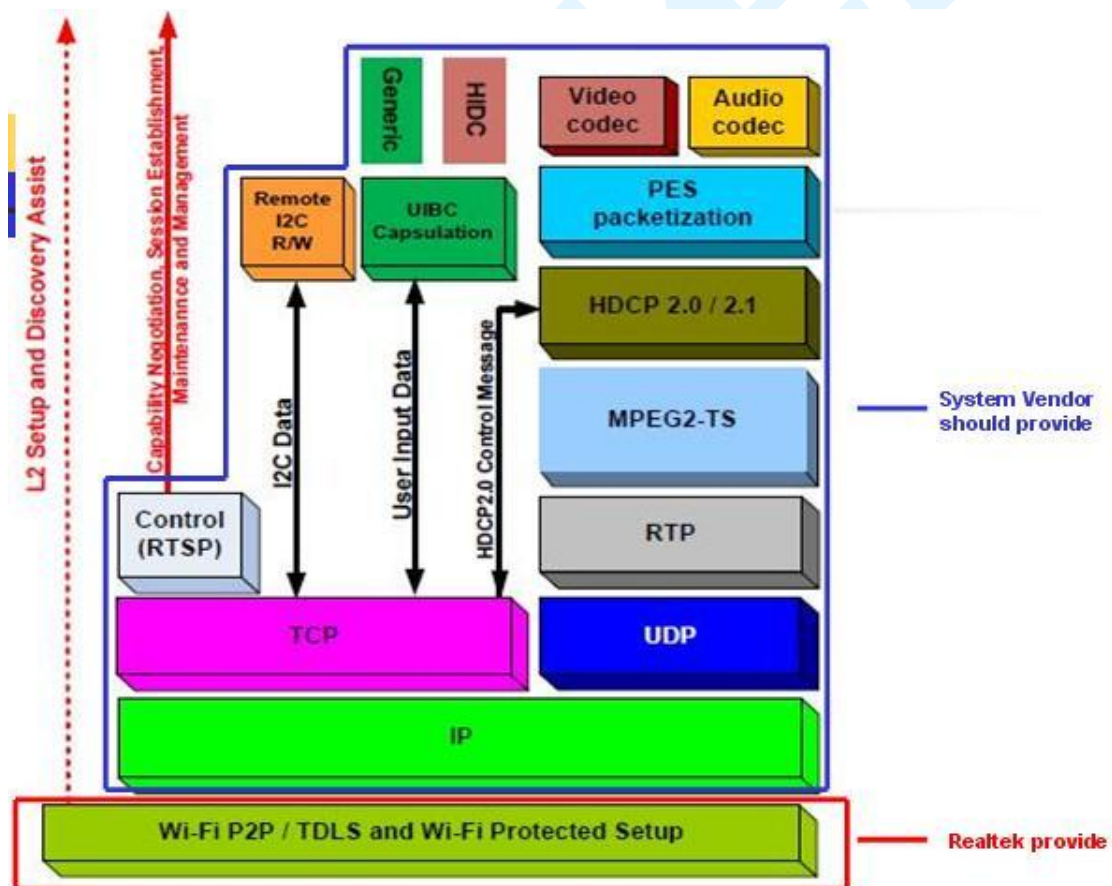 L2 Setup and Discovery Assist
Capability Negotiation, Session Establishment,
Maintenannce and Management
Generic
HIDC
Video
codec
Audio
codec
Remote
I2C
R/W
UIBC
Capsulation
PES
packetization
HDCP 2.0 / 2.1
I2C Data
User Input Data
HDCP2.0 Control Message
MPEG2-TS
System Vendor
should provide
Control
(RTSP)
RTP
TCP
UDP
IP
Wi-Fi P2P / TDLS and Wi-Fi Protected Setup
Realtek provide